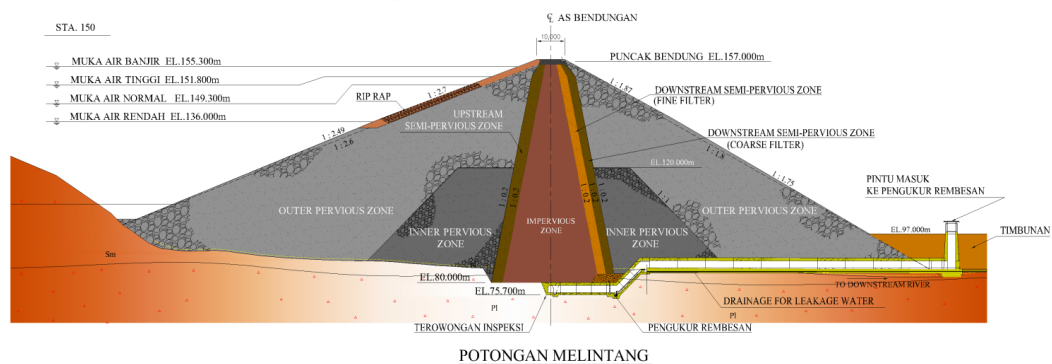 ℄ AS BENDUNGAN
STA. 150
10,000
MUKA AIR BANJIR EL.155.300m
PUNCAK BENDUNG EL.157.000m
MUKA AIR TINGGI EL.151.800m
MUKA AIR NORMAL EL.149.300m
MUKA AIR RENDAH EL.136.000m
RIP RAP
1 : 2.7
1 : 1.87
DOWNSTREAM SEMI-PERVIOUS ZONE
(FINE FILTER)
UPSTREAM
SEMI-PERVIOUS ZONE
DOWNSTREAM SEMI-PERVIOUS ZONE
(COARSE FILTER)
1 : 2.49
1 : 2.6
1 : 1.8
EL.120.000m
1 : 1.75
1 : 0.2
1 : 0.2
1 : 0.2
1 : 0.2
1 : 1
PINTU MASUK
KE PENGUKUR REMBESAN
OUTER PERVIOUS ZONE
IMPERVIOUS
ZONE
OUTER PERVIOUS ZONE
INNER PERVIOUS
ZONE
INNER PERVIOUS
ZONE
EL.97.000m
TIMBUNAN
Sm
EL.80.000m
TO DOWNSTREAM RIVER
EL.75.700m
DRAINAGE FOR LEAKAGE WATER
Pl
Pl
TEROWONGAN INSPEKSI
PENGUKUR REMBESAN
POTONGAN MELINTANG